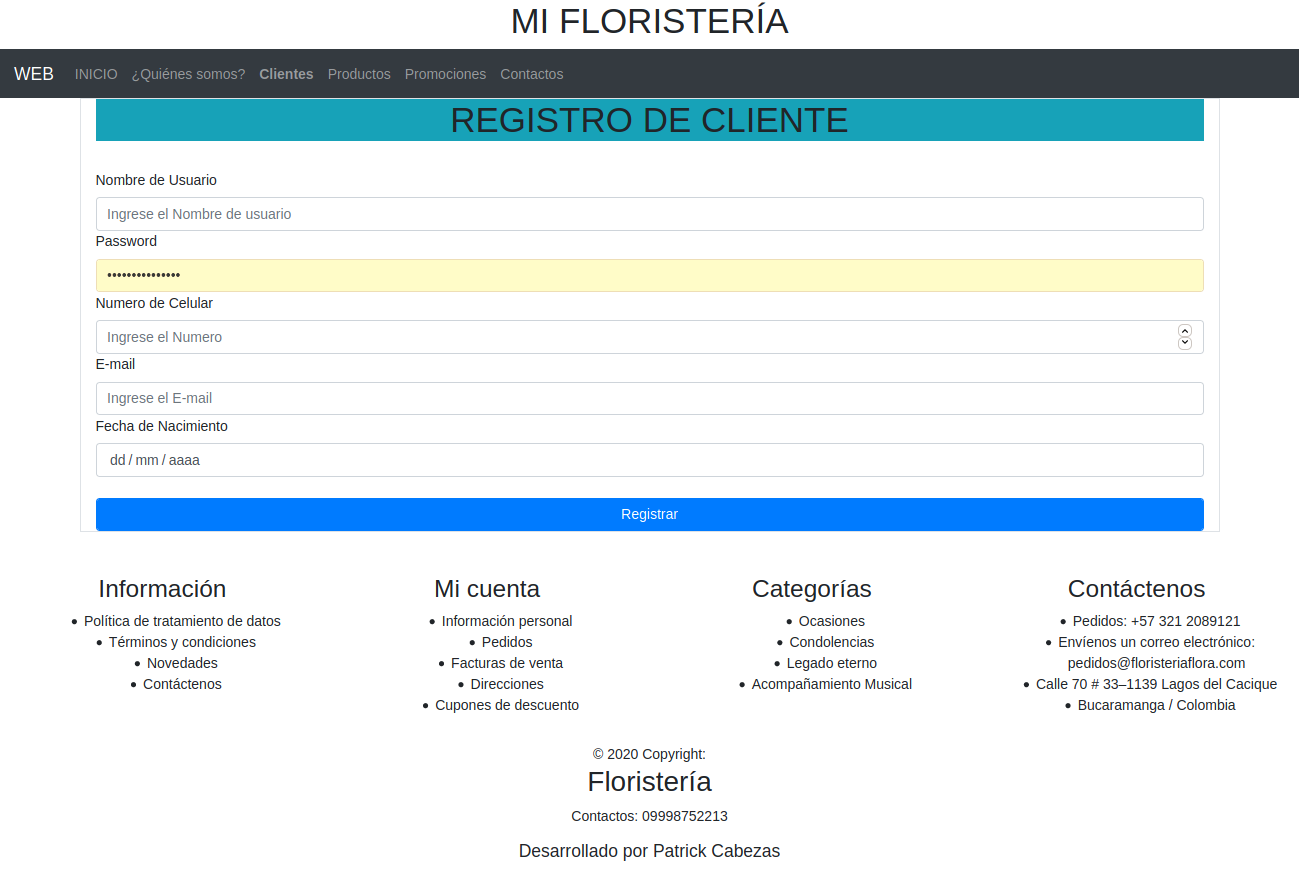 MI FLORISTERÍA
WEB INICIO ¿Quiénes somos? Clientes Productos Promociones Contactos
REGISTRO DE CLIENTE
Nombre de Usuario
Ingrese el Nombre de usuario
Password
•••••••••••••••
Numero de Celular
Ingrese el Numero
E-mail
Ingrese el E-mail
Fecha de Nacimiento
dd / mm / aaaa
Registrar
Información
• Política de tratamiento de datos
• Términos y condiciones
• Novedades
• Contáctenos
Mi cuenta
• Información personal
• Pedidos
• Facturas de venta
• Direcciones
• Cupones de descuento
Categorías
• Ocasiones
• Condolencias
• Legado eterno
• Acompañamiento Musical
Contáctenos
• Pedidos: +57 321 2089121
• Envíenos un correo electrónico:
pedidos@floristeriaflora.com
• Calle 70 # 33–1139 Lagos del Cacique
• Bucaramanga / Colombia
© 2020 Copyright:
Floristería
Contactos: 09998752213
Desarrollado por Patrick Cabezas